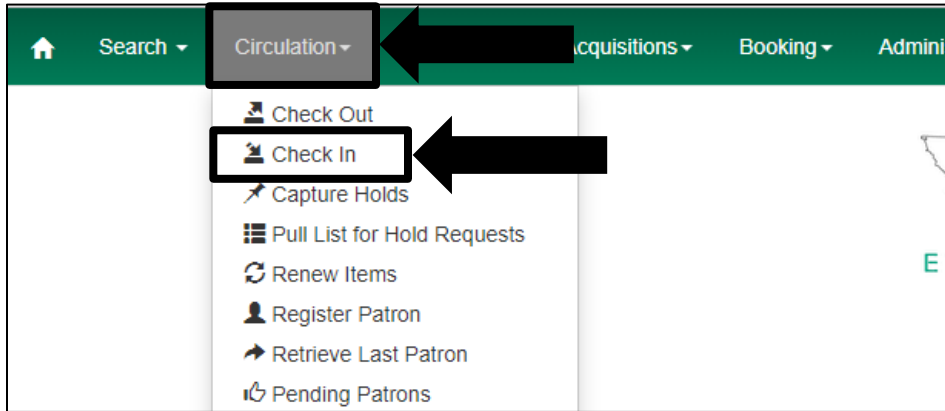 Search Circulation cquisitions Booking Admini
Check Out
Check In
Capture Holds
Pull List for Hold Requests
E
Renew Items
Register Patron
Retrieve Last Patron
Pending Patrons